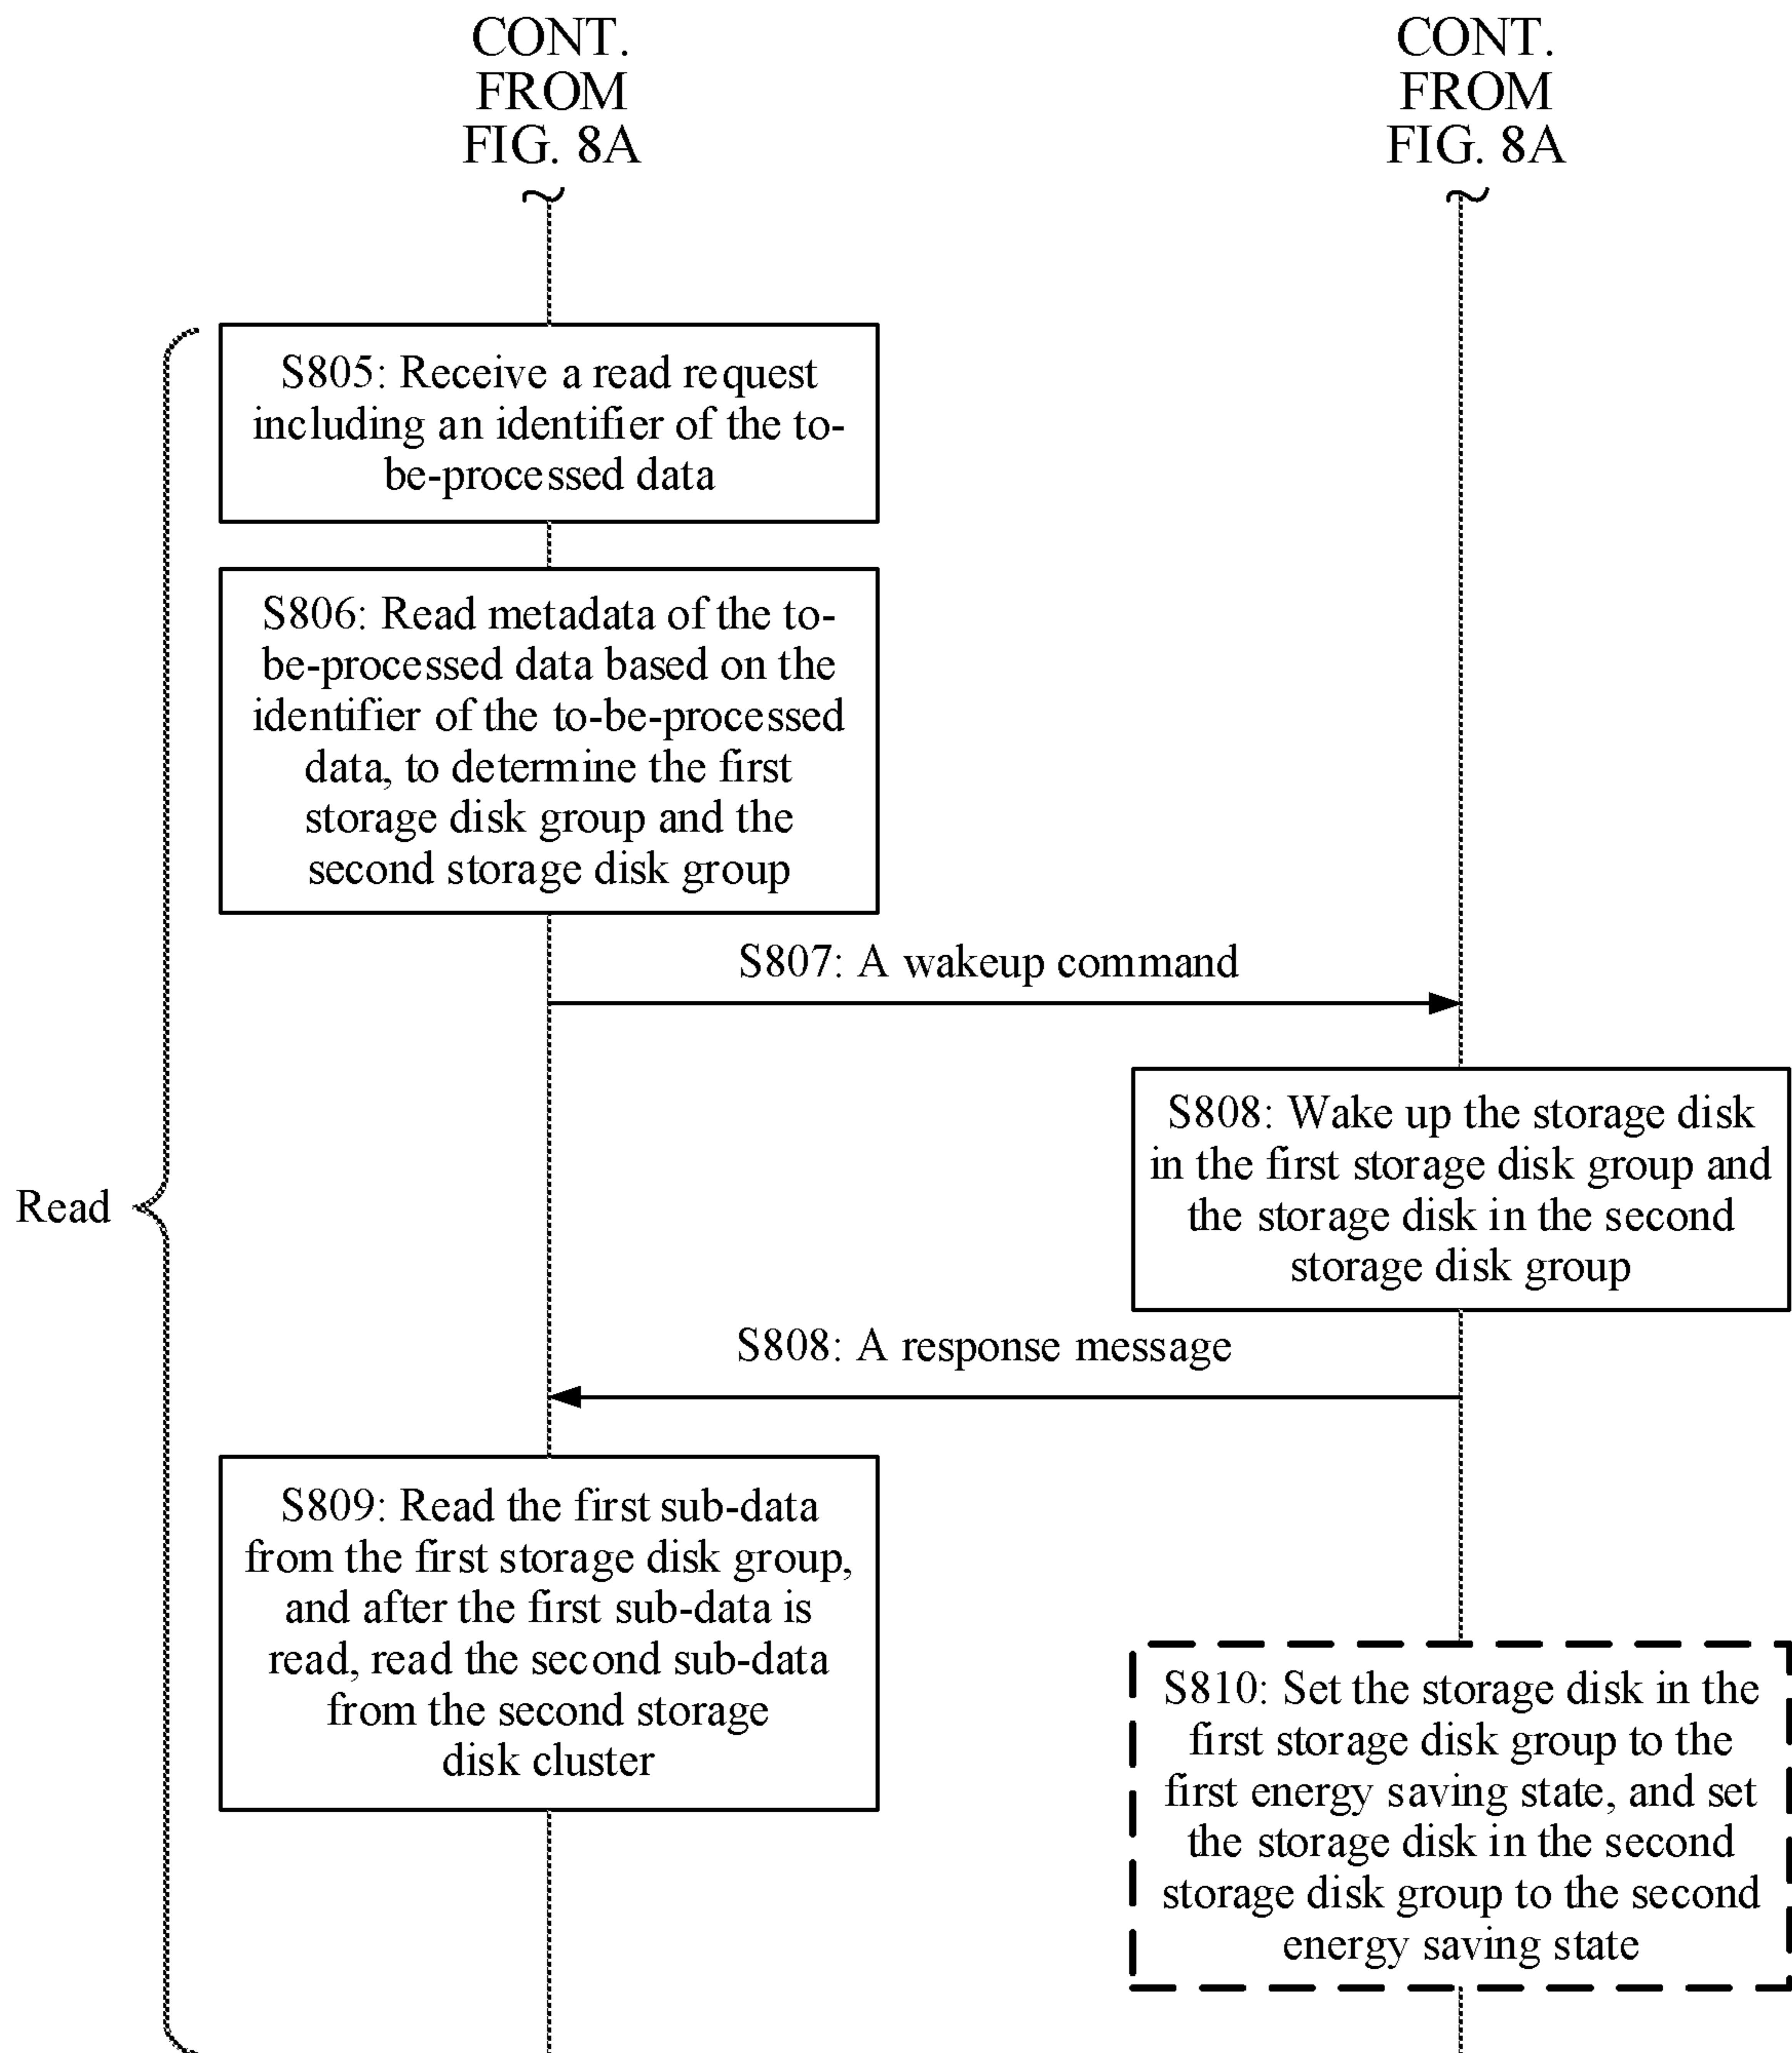 CONT.
FROM
FIG. 8A
CONT.
FROM
FIG. 8A
S805: Receive a read request
including an identifier of the to-
be-processed data
S806: Read metadata of the to-
be-processed data based on the
identifier of the to-be-processed
data, to determine the first
storage disk group and the
second storage disk group
S807: A wakeup command
S808: Wake up the storage disk
in the first storage disk group and
the storage disk in the second
storage disk group
Read
S808: A response message
S809: Read the first sub-data
from the first storage disk group,
and after the first sub-data is
read, read the second sub-data
from the second storage
disk cluster
S810: Set the storage disk in the
first storage disk group to the
first energy saving state, and set
the storage disk in the second
storage disk group to the second
energy saving state